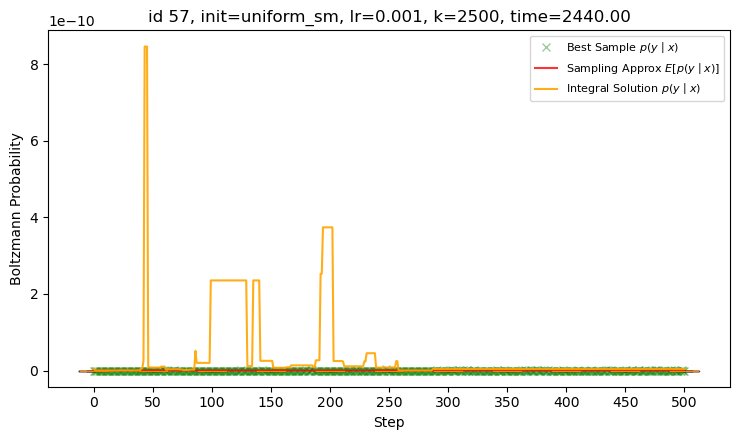 id 57, init=uniform_sm, lr=0.001, k=2500, time=2440.00
1e−10
Best Sample p(y | x)
Sampling Approx E[p(y | x)]
Integral Solution p(y | x)
8
6
4
2
0
Boltzmann Probability
0 50 100 150 200 250 300 350 400 450 500
Step